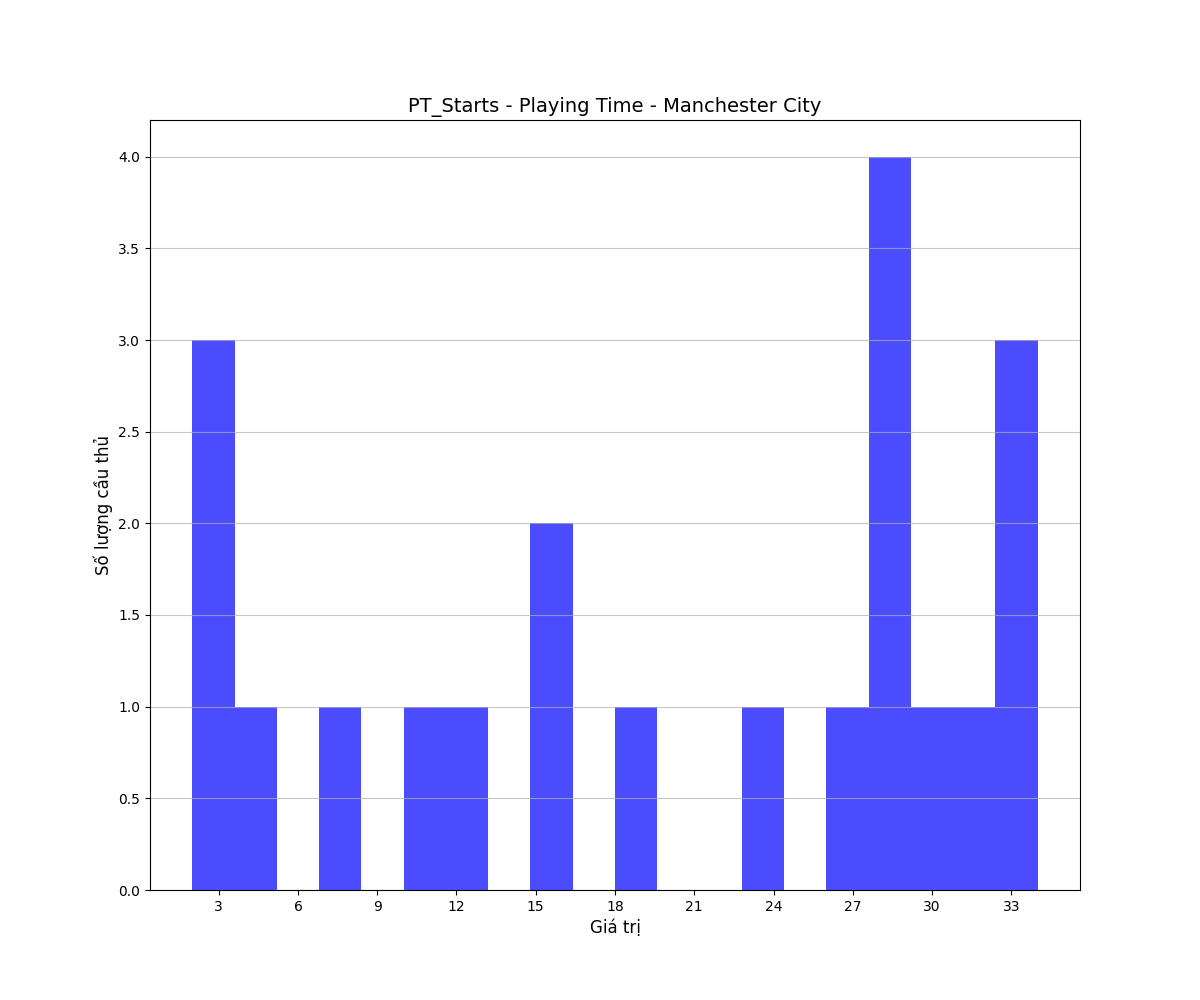 PT_Starts - Playing Time - Manchester City
4.0
3.5
3.0
2.5
2.0
1.5
1.0
0.5
0.0
Số lượng cầu thủ
3 6 9 12 15 18 21 24 27 30 33
Giá trị